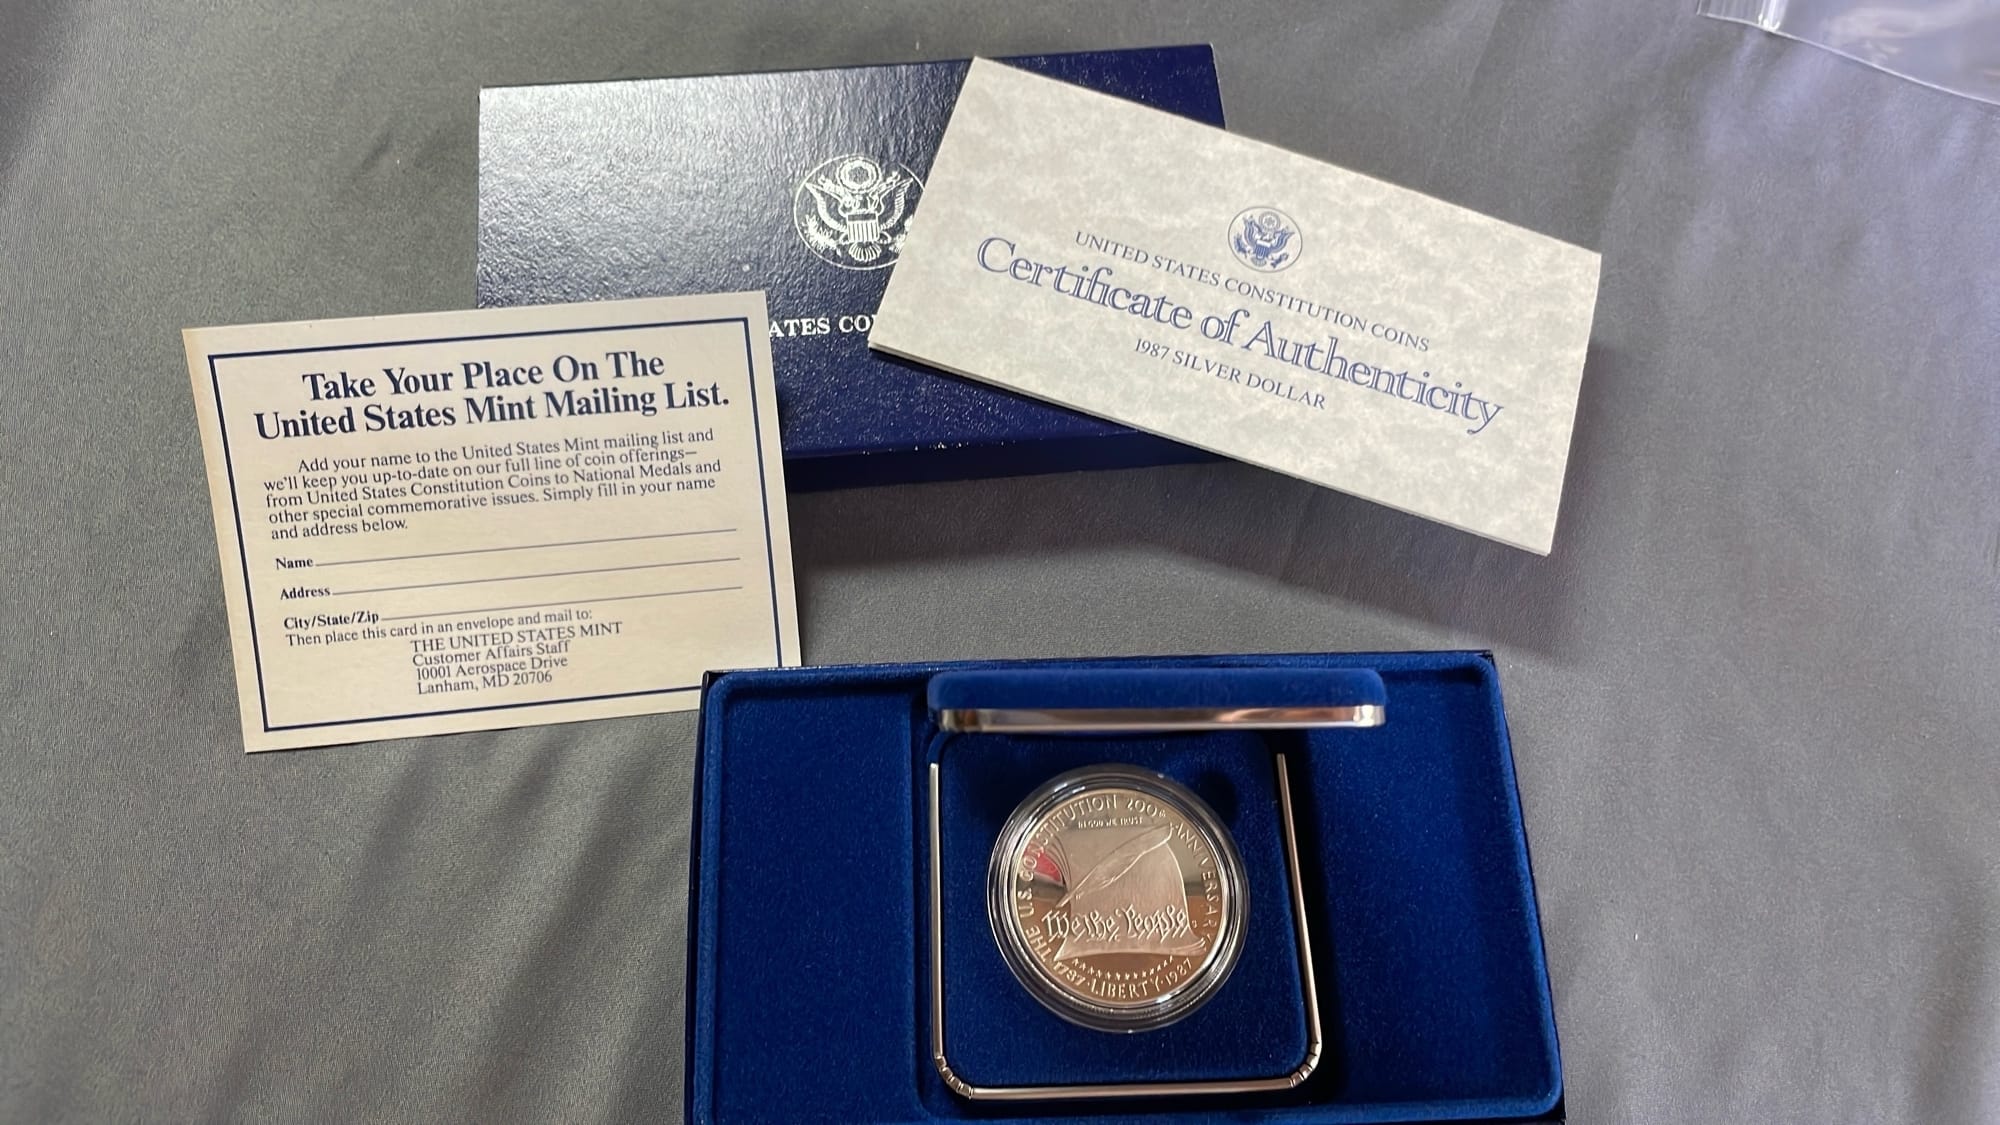 ATES CO
UNITED STATES CONSTITUTION COINS
Certificate of Authenticity
1987 SILVER DOLLAR
Take Your Place On The
United States Mint Mailing List.
Add your name to the United States Mint mailing list and
we'll keep you up-to-date on our full line of coin offerings—
from United States Constitution Coins to National Medals and
other special commemorative issues. Simply fill in your name
and address below.
Name
Address
City/State/Zip
Then place this card in an envelope and mail to:
THE UNITED STATES MINT
Customer Affairs Staff
10001 Aerospace Drive
Lanham, MD 20706
THE U.S. CONSTITUTION 200th ANNIVERSARY
IN GOD WE TRUST
We the People
S
1787·LIBERTY·1987